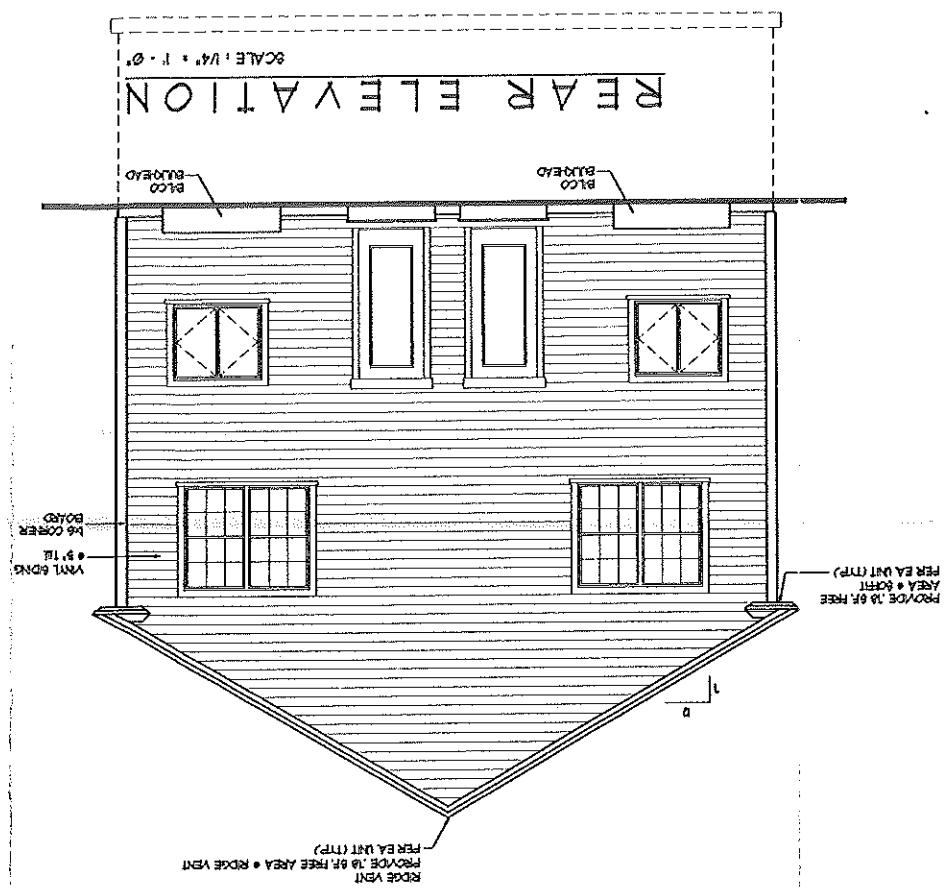 RIDGE VENT
PROVIDE .38 SF. FREE AREA @ RIDGE VENT
PER EA UNIT (TYP.)
PROVIDE .38 SF. FREE
AREA @ SOFFIT
PER EA UNIT (TYP.)
VINYL SIDING
@ 5"
1x6 CORNER
BOARD
BILCO
BULKHEAD
BILCO
BULKHEAD
REAR ELEVATION
SCALE : 1/4" = 1' - 0"